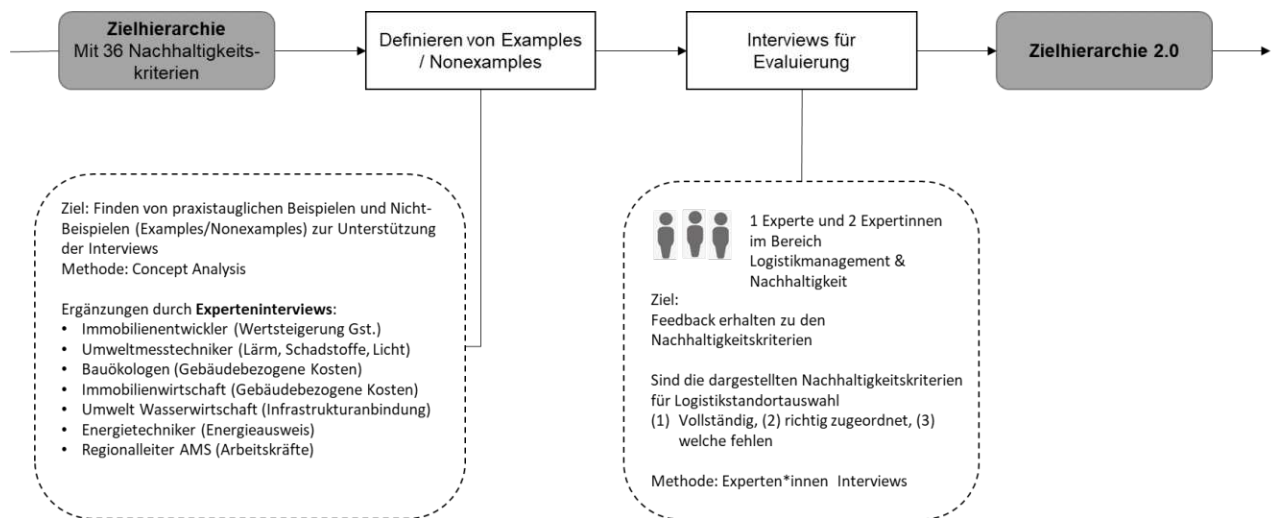 Zielhierarchie
Mit 36 Nachhaltigkeits-
kriterien
Definieren von Examples
/ Nonexamples
Interviews für
Evaluierung
Zielhierarchie 2.0
Ziel: Finden von praxistauglichen Beispielen und Nicht-
Beispielen (Examples/Nonexamples) zur Unterstützung
der Interviews
Methode: Concept Analysis
Ergänzungen durch Experteninterviews:
• Immobilienentwickler (Wertsteigerung Gst.)
• Umweltmesstechniker (Lärm, Schadstoffe, Licht)
• Bauökologen (Gebäudebezogene Kosten)
• Immobilienwirtschaft (Gebäudebezogene Kosten)
• Umwelt Wasserwirtschaft (Infrastrukturanbindung)
• Energietechniker (Energieausweis)
• Regionalleiter AMS (Arbeitskräfte)
1 Experte und 2 Expertinnen
im Bereich
Logistikmanagement &
Nachhaltigkeit
Ziel:
Feedback erhalten zu den
Nachhaltigkeitskriterien
Sind die dargestellten Nachhaltigkeitskriterien
für Logistikstandortauswahl
(1) Vollständig, (2) richtig zugeordnet, (3)
welche fehlen
Methode: Experten*innen Interviews